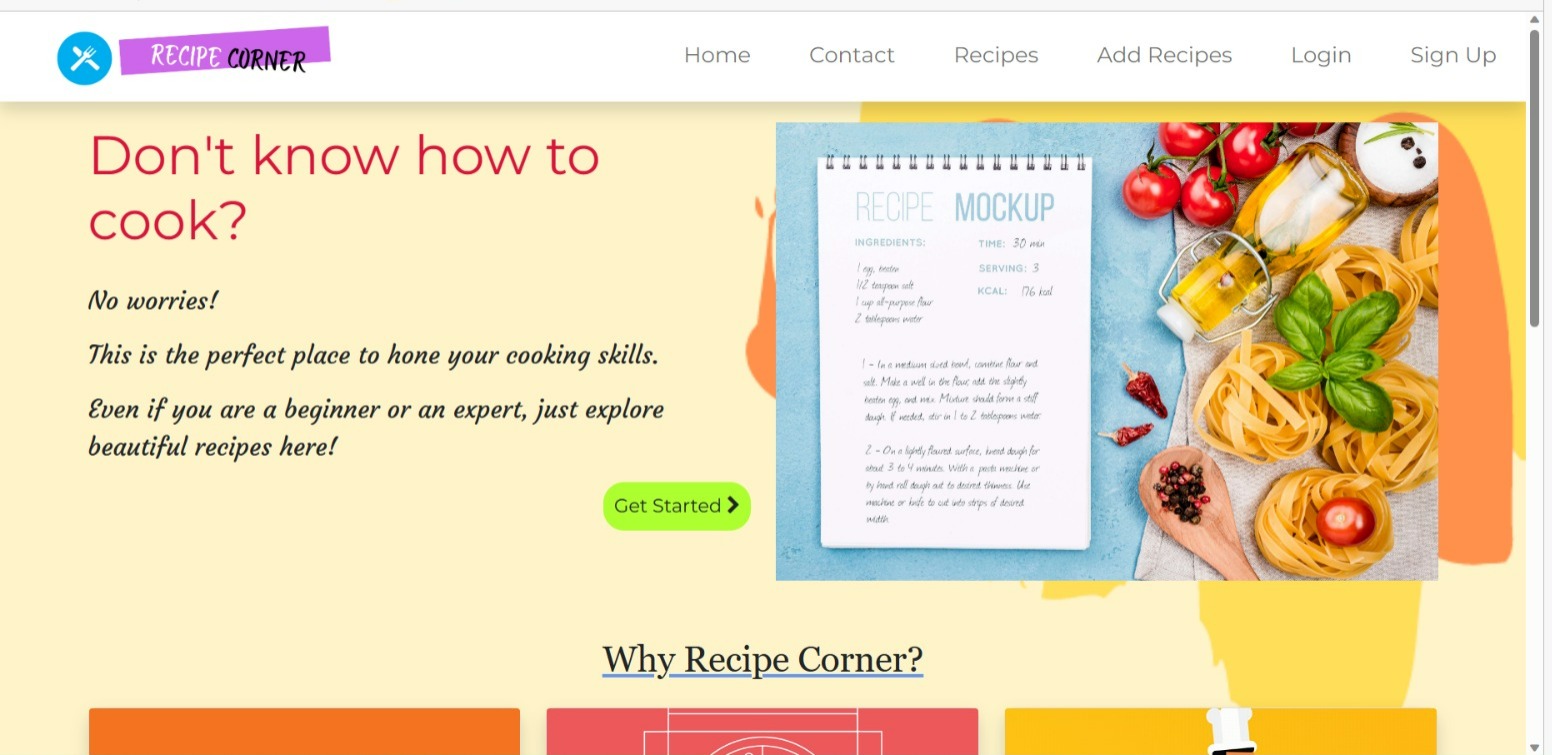 RECIPE CORNER
Home Contact Recipes Add Recipes Login Sign Up
Don't know how to
cook?
No worries!
This is the perfect place to hone your cooking skills.
Even if you are a beginner or an expert, just explore
beautiful recipes here!
Get Started
RECIPE MOCKUP
INGREDIENTS:
1 egg, beaten
1/2 teaspoon salt
1 cup all-purpose flour
2 tablespoons water
TIME: 30 min
SERVING: 3
KCAL: 176 kcal
1 - In a medium sized bowl, combine flour and
salt. Make a well in the flour, add the slightly
beaten egg, and mix. Mixture should form a stiff
dough. If needed, stir in 1 to 2 tablespoons water.
2 - On a lightly floured surface, knead dough for
about 3 to 4 minutes. With a pasta machine or
by hand roll dough out to desired thinness. Use
machine or knife to cut into strips of desired
width.
Why Recipe Corner?